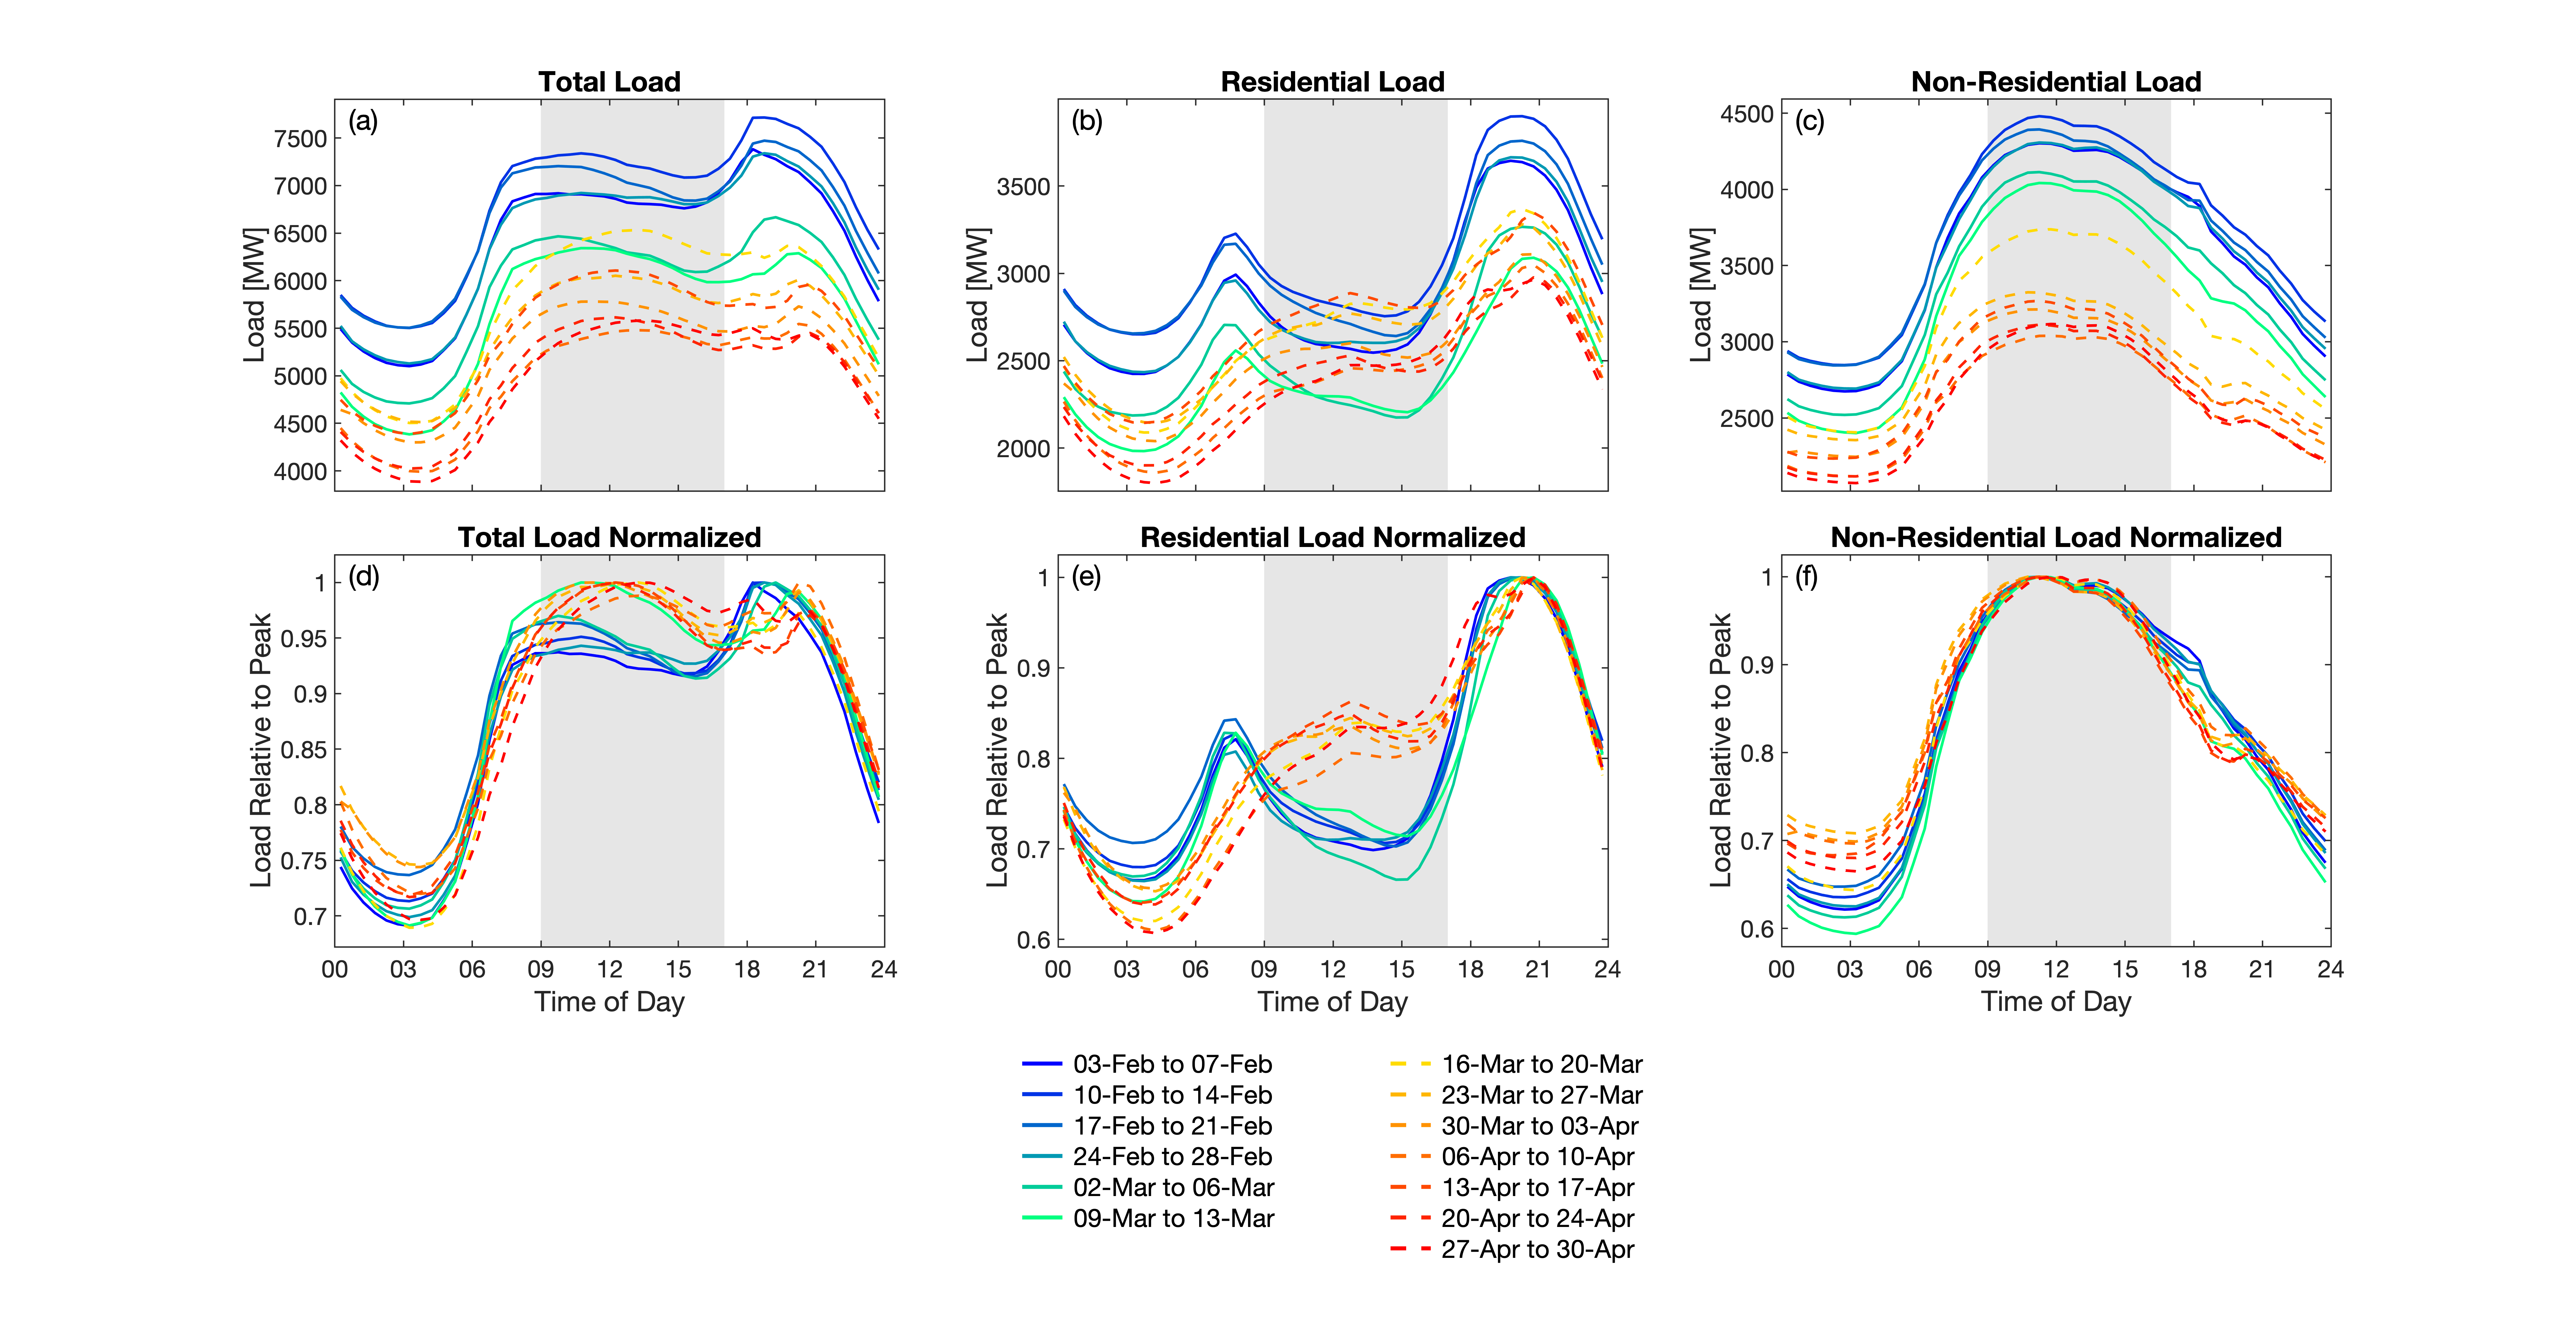 Total Load
Residential Load
Non-Residential Load
(a)
(b)
(c)
Load [MW]
7500
7000
6500
6000
5500
5000
4500
4000
Load [MW]
3500
3000
2500
2000
Load [MW]
4500
4000
3500
3000
2500
Total Load Normalized
Residential Load Normalized
Non-Residential Load Normalized
(d)
(e)
(f)
Load Relative to Peak
1
0.95
0.9
0.85
0.8
0.75
0.7
Load Relative to Peak
1
0.9
0.8
0.7
0.6
Load Relative to Peak
1
0.9
0.8
0.7
0.6
00 03 06 09 12 15 18 21 24
00 03 06 09 12 15 18 21 24
00 03 06 09 12 15 18 21 24
Time of Day
Time of Day
Time of Day
03-Feb to 07-Feb
10-Feb to 14-Feb
17-Feb to 21-Feb
24-Feb to 28-Feb
02-Mar to 06-Mar
09-Mar to 13-Mar
16-Mar to 20-Mar
23-Mar to 27-Mar
30-Mar to 03-Apr
06-Apr to 10-Apr
13-Apr to 17-Apr
20-Apr to 24-Apr
27-Apr to 30-Apr